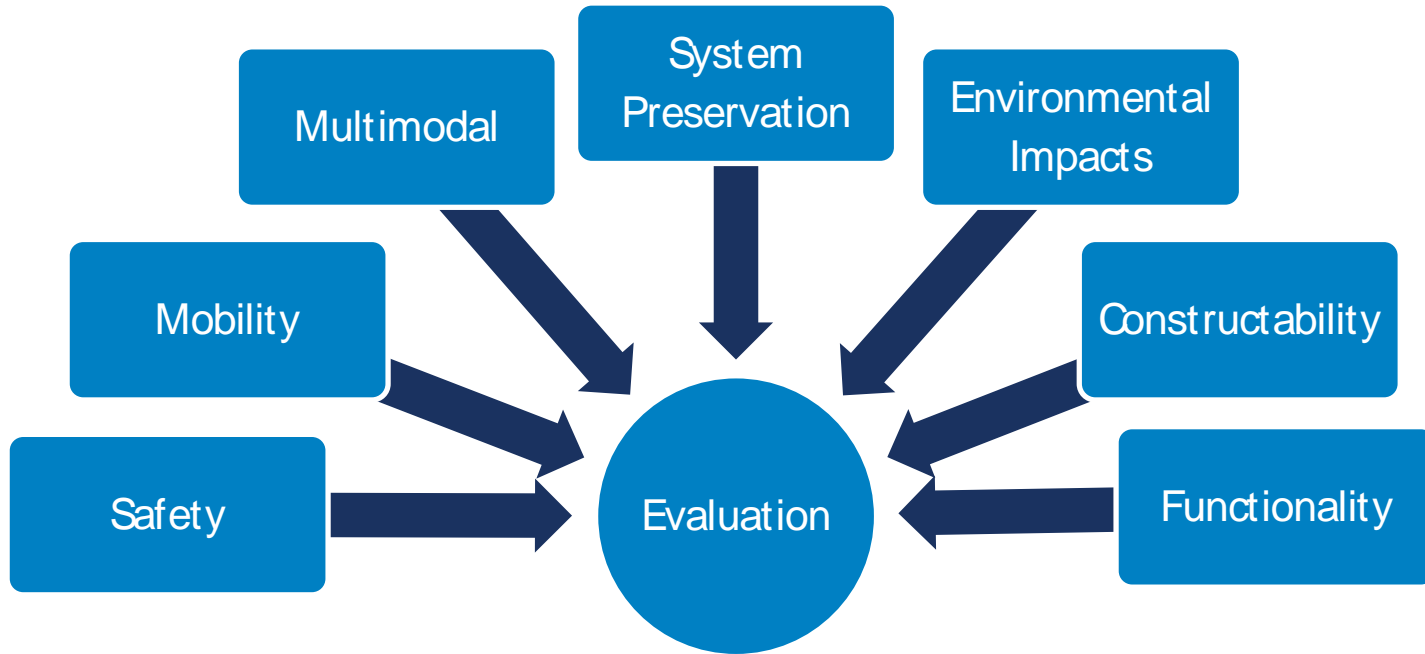 System
Preservation
Multimodal
Environmental
Impacts
Mobility
Constructability
Safety
Evaluation
Functionality